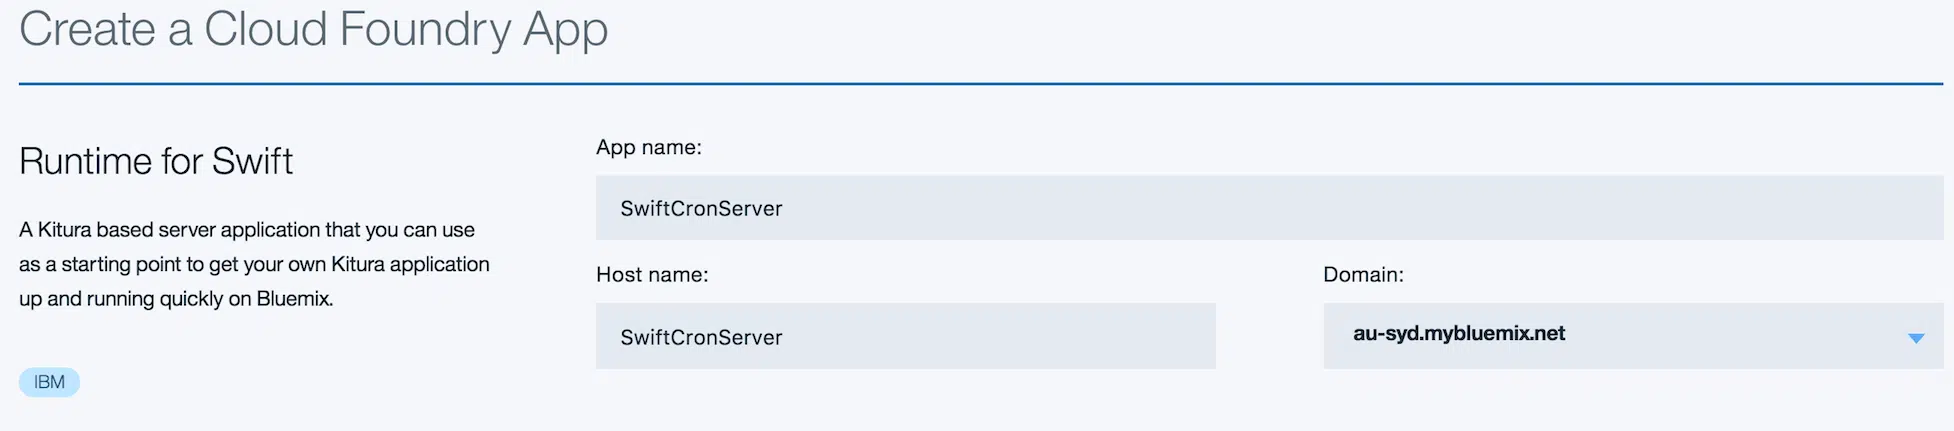 Create a Cloud Foundry App
Runtime for Swift
A Kitura based server application that you can use
as a starting point to get your own Kitura application
up and running quickly on Bluemix.
IBM
App name:
SwiftCronServer
Host name:
SwiftCronServer
Domain:
au-syd.mybluemix.net